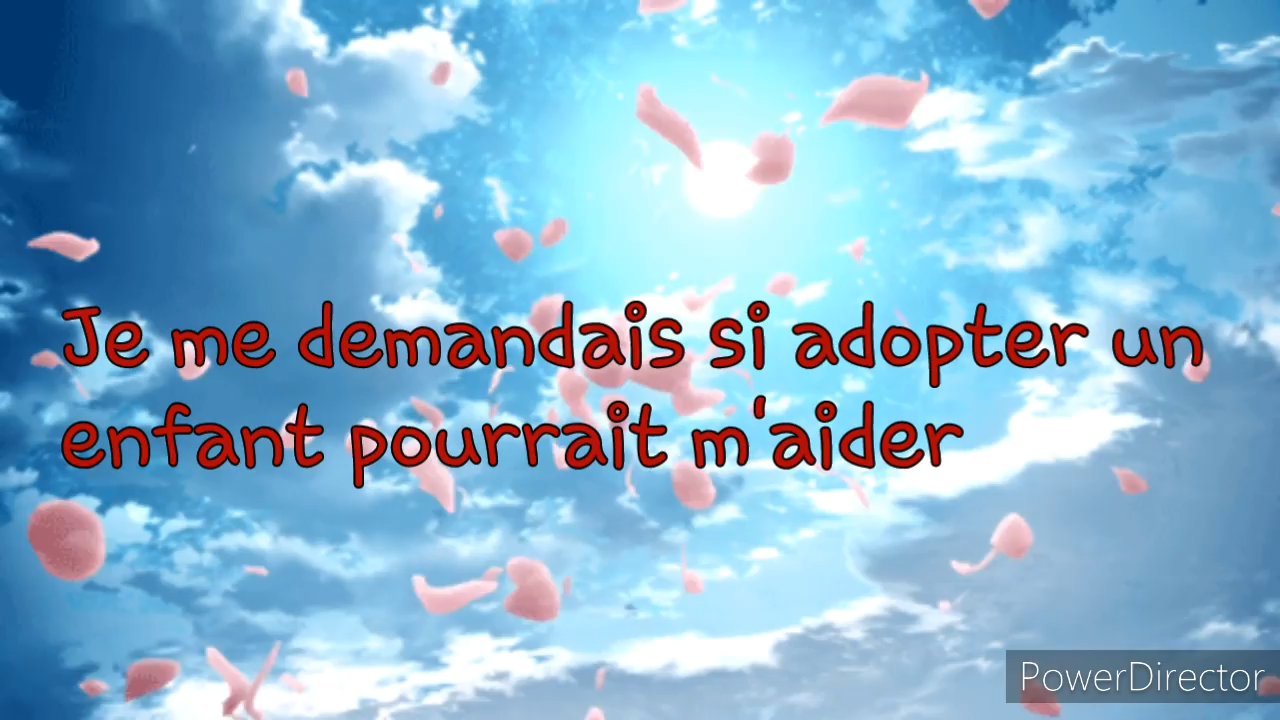 Je me demandais si adopter un
enfant pourrait m'aider
PowerDirector